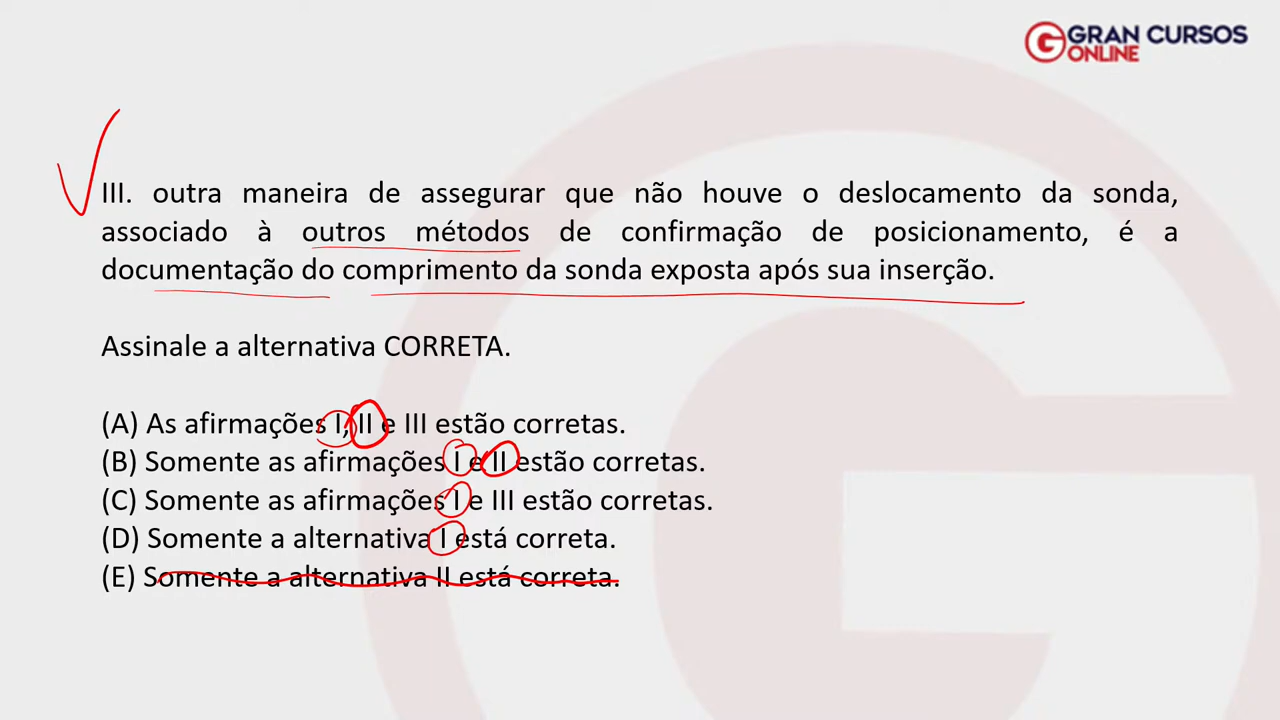 GRAN CURSOS
ONLINE
III. outra maneira de assegurar que não houve o deslocamento da sonda,
associado à outros métodos de confirmação de posicionamento, é a
documentação do comprimento da sonda exposta após sua inserção.
Assinale a alternativa CORRETA.
(A) As afirmações I, II e III estão corretas.
(B) Somente as afirmações I e II estão corretas.
(C) Somente as afirmações I e III estão corretas.
(D) Somente a alternativa I está correta.
(E) Somente a alternativa II está correta.